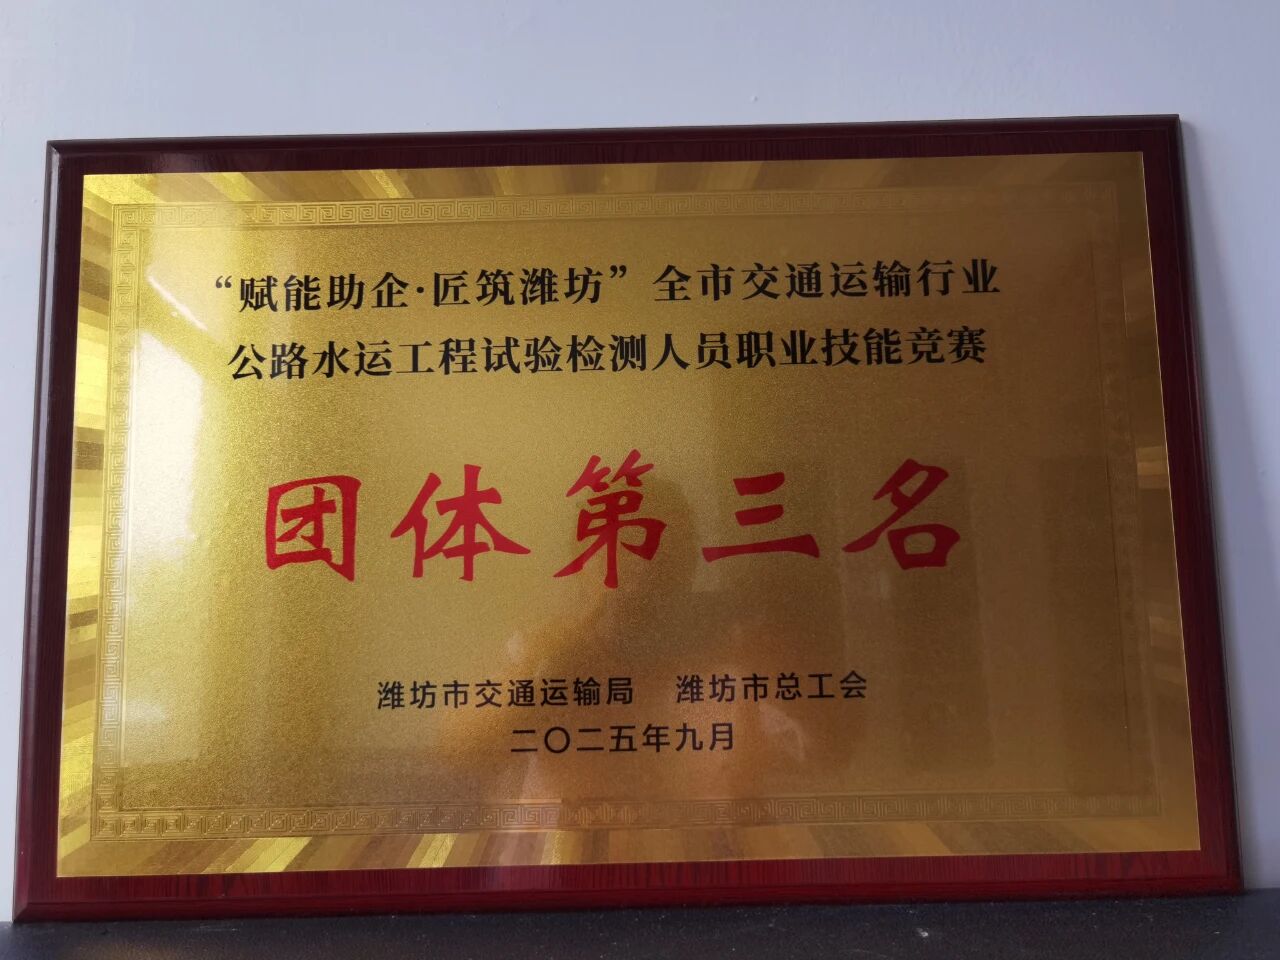 “赋能助企·匠筑潍坊”全市交通运输行业
公路水运工程试验检测人员职业技能竞赛
团体第三名
潍坊市交通运输局 潍坊市总工会
二〇二五年九月